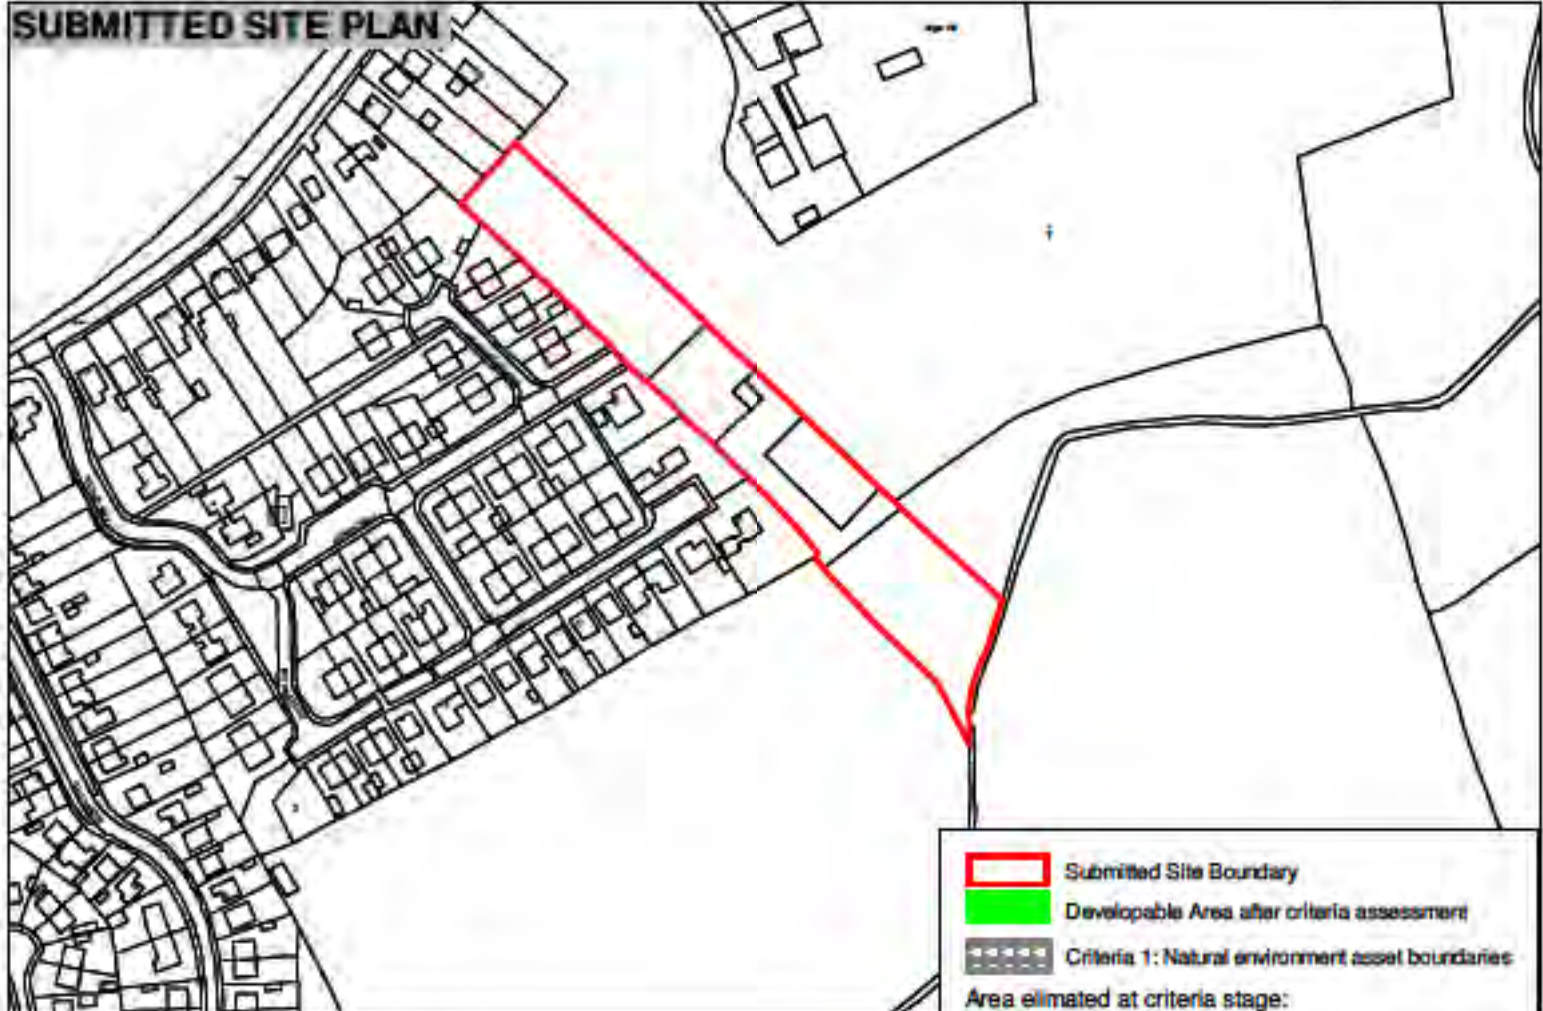 SUBMITTED SITE PLAN
Submitted Site Boundary
Developable Area after criteria assessment
Criteria 1: Natural environment asset boundaries
Area elimated at criteria stage: